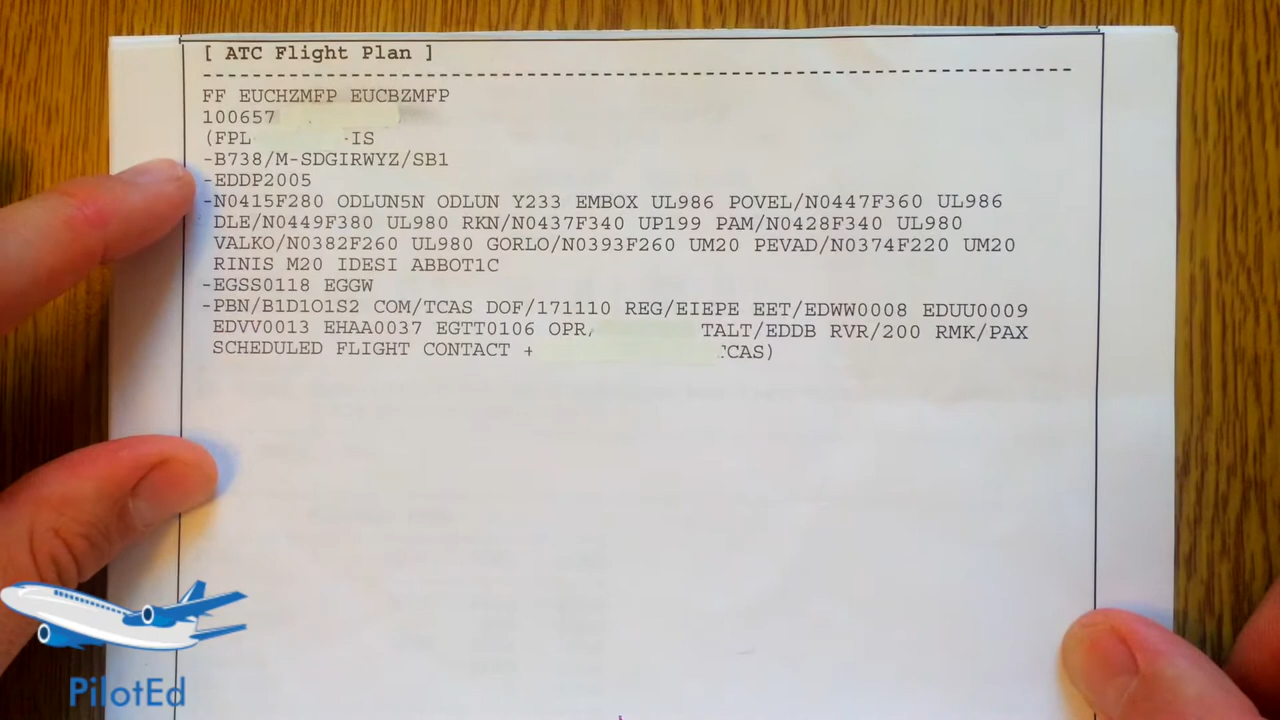 [ ATC Flight Plan ]
--------------------------------------------------------------------------------
FF EUCHZMFP EUCBZMFP
100657
(FPL -IS
-B738/M-SDGIRWYZ/SB1
-EDDP2005
-N0415F280 ODLUN5N ODLUN Y233 EMBOX UL986 POVEL/N0447F360 UL986
DLE/N0449F380 UL980 RKN/N0437F340 UP199 PAM/N0428F340 UL980
VALKO/N0382F260 UL980 GORLO/N0393F260 UM20 PEVAD/N0374F220 UM20
RINIS M20 IDESI ABBOT1C
-EGSS0118 EGGW
-PBN/B1D1O1S2 COM/TCAS DOF/171110 REG/EIEPE EET/EDWW0008 EDUU0009
EDVV0013 EHAA0037 EGTT0106 OPR/ TALT/EDDB RVR/200 RMK/PAX
SCHEDULED FLIGHT CONTACT + TCAS)
PilotEd